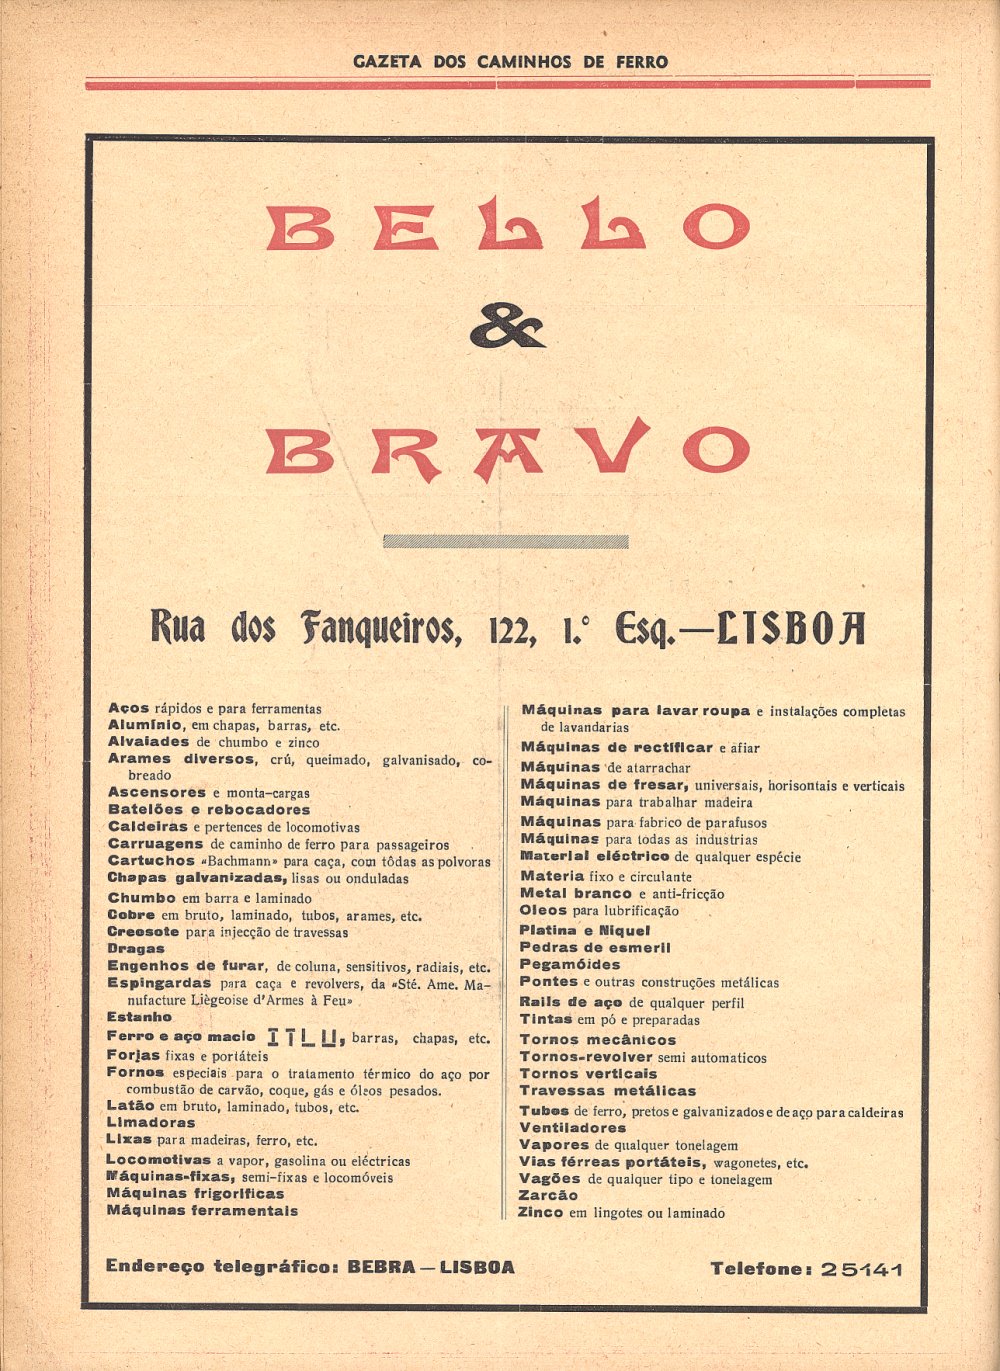 GAZETA DOS CAMINHOS DE FERRO
BELLO
&
BRAVO
Rua dos Fanqueiros, 122, 1.º Esq.—LISBOA
Aços rápidos e para ferramentas
Alumínio, em chapas, barras, etc.
Alvaiades de chumbo e zinco
Arames diversos, crú, queimado, galvanisado, co-
breado
Ascensores e monta-cargas
Batelões e rebocadores
Caldeiras e pertences de locomotivas
Carruagens de caminho de ferro para passageiros
Cartuchos «Bachmann» para caça, com tôdas as polvoras
Chapas galvanizadas, lisas ou onduladas
Chumbo em barra e laminado
Cobre em bruto, laminado, tubos, arames, etc.
Creosote para injecção de travessas
Dragas
Engenhos de furar, de coluna, sensitivos, radiais, etc.
Espingardas para caça e revolvers, da «Sté. Ame. Ma-
nufacture Liègeoise d'Armes à Feu»
Estanho
Ferro e aço macio I T L U, barras, chapas, etc.
Forjas fixas e portáteis
Fornos especiais para o tratamento térmico do aço por
combustão de carvão, coque, gás e óleos pesados.
Latão em bruto, laminado, tubos, etc.
Limadoras
Lixas para madeiras, ferro, etc.
Locomotivas a vapor, gasolina ou eléctricas
Máquinas-fixas, semi-fixas e locomóveis
Máquinas frigoríficas
Máquinas ferramentais
Máquinas para lavar roupa e instalações completas
de lavandarias
Máquinas de rectificar e afiar
Máquinas de atarrachar
Máquinas de fresar, universais, horisontais e verticais
Máquinas para trabalhar madeira
Máquinas para fabrico de parafusos
Máquinas para todas as industrias
Material eléctrico de qualquer espécie
Materia fixo e circulante
Metal branco e anti-fricção
Oleos para lubrificação
Platina e Niquel
Pedras de esmeril
Pegamóides
Pontes e outras construções metálicas
Rails de aço de qualquer perfil
Tintas em pó e preparadas
Tornos mecânicos
Tornos-revolver semi automaticos
Tornos verticais
Travessas metálicas
Tubos de ferro, pretos e galvanizados e de aço para caldeiras
Ventiladores
Vapores de qualquer tonelagem
Vias férreas portáteis, wagonetes, etc.
Vagões de qualquer tipo e tonelagem
Zarcão
Zinco em lingotes ou laminado
Endereço telegráfico: BEBRA — LISBOA
Telefone: 25141